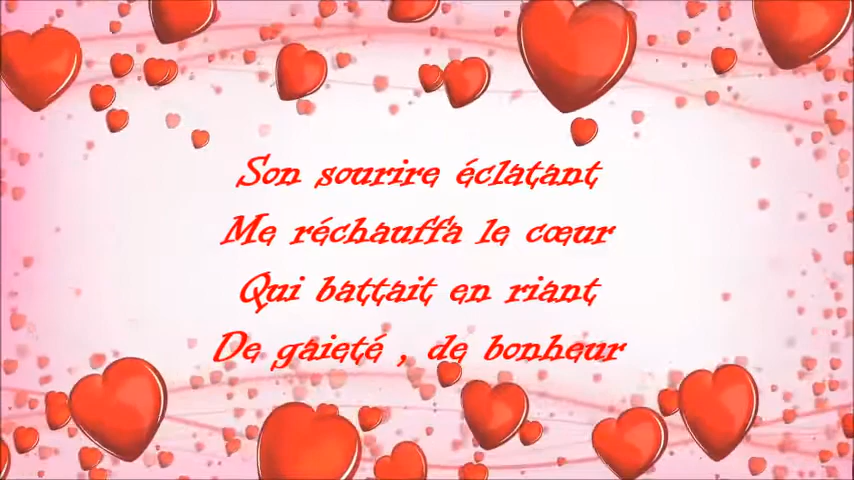 Son sourire éclatant
Me réchauffa le cœur
Qui battait en riant
De gaieté , de bonheur